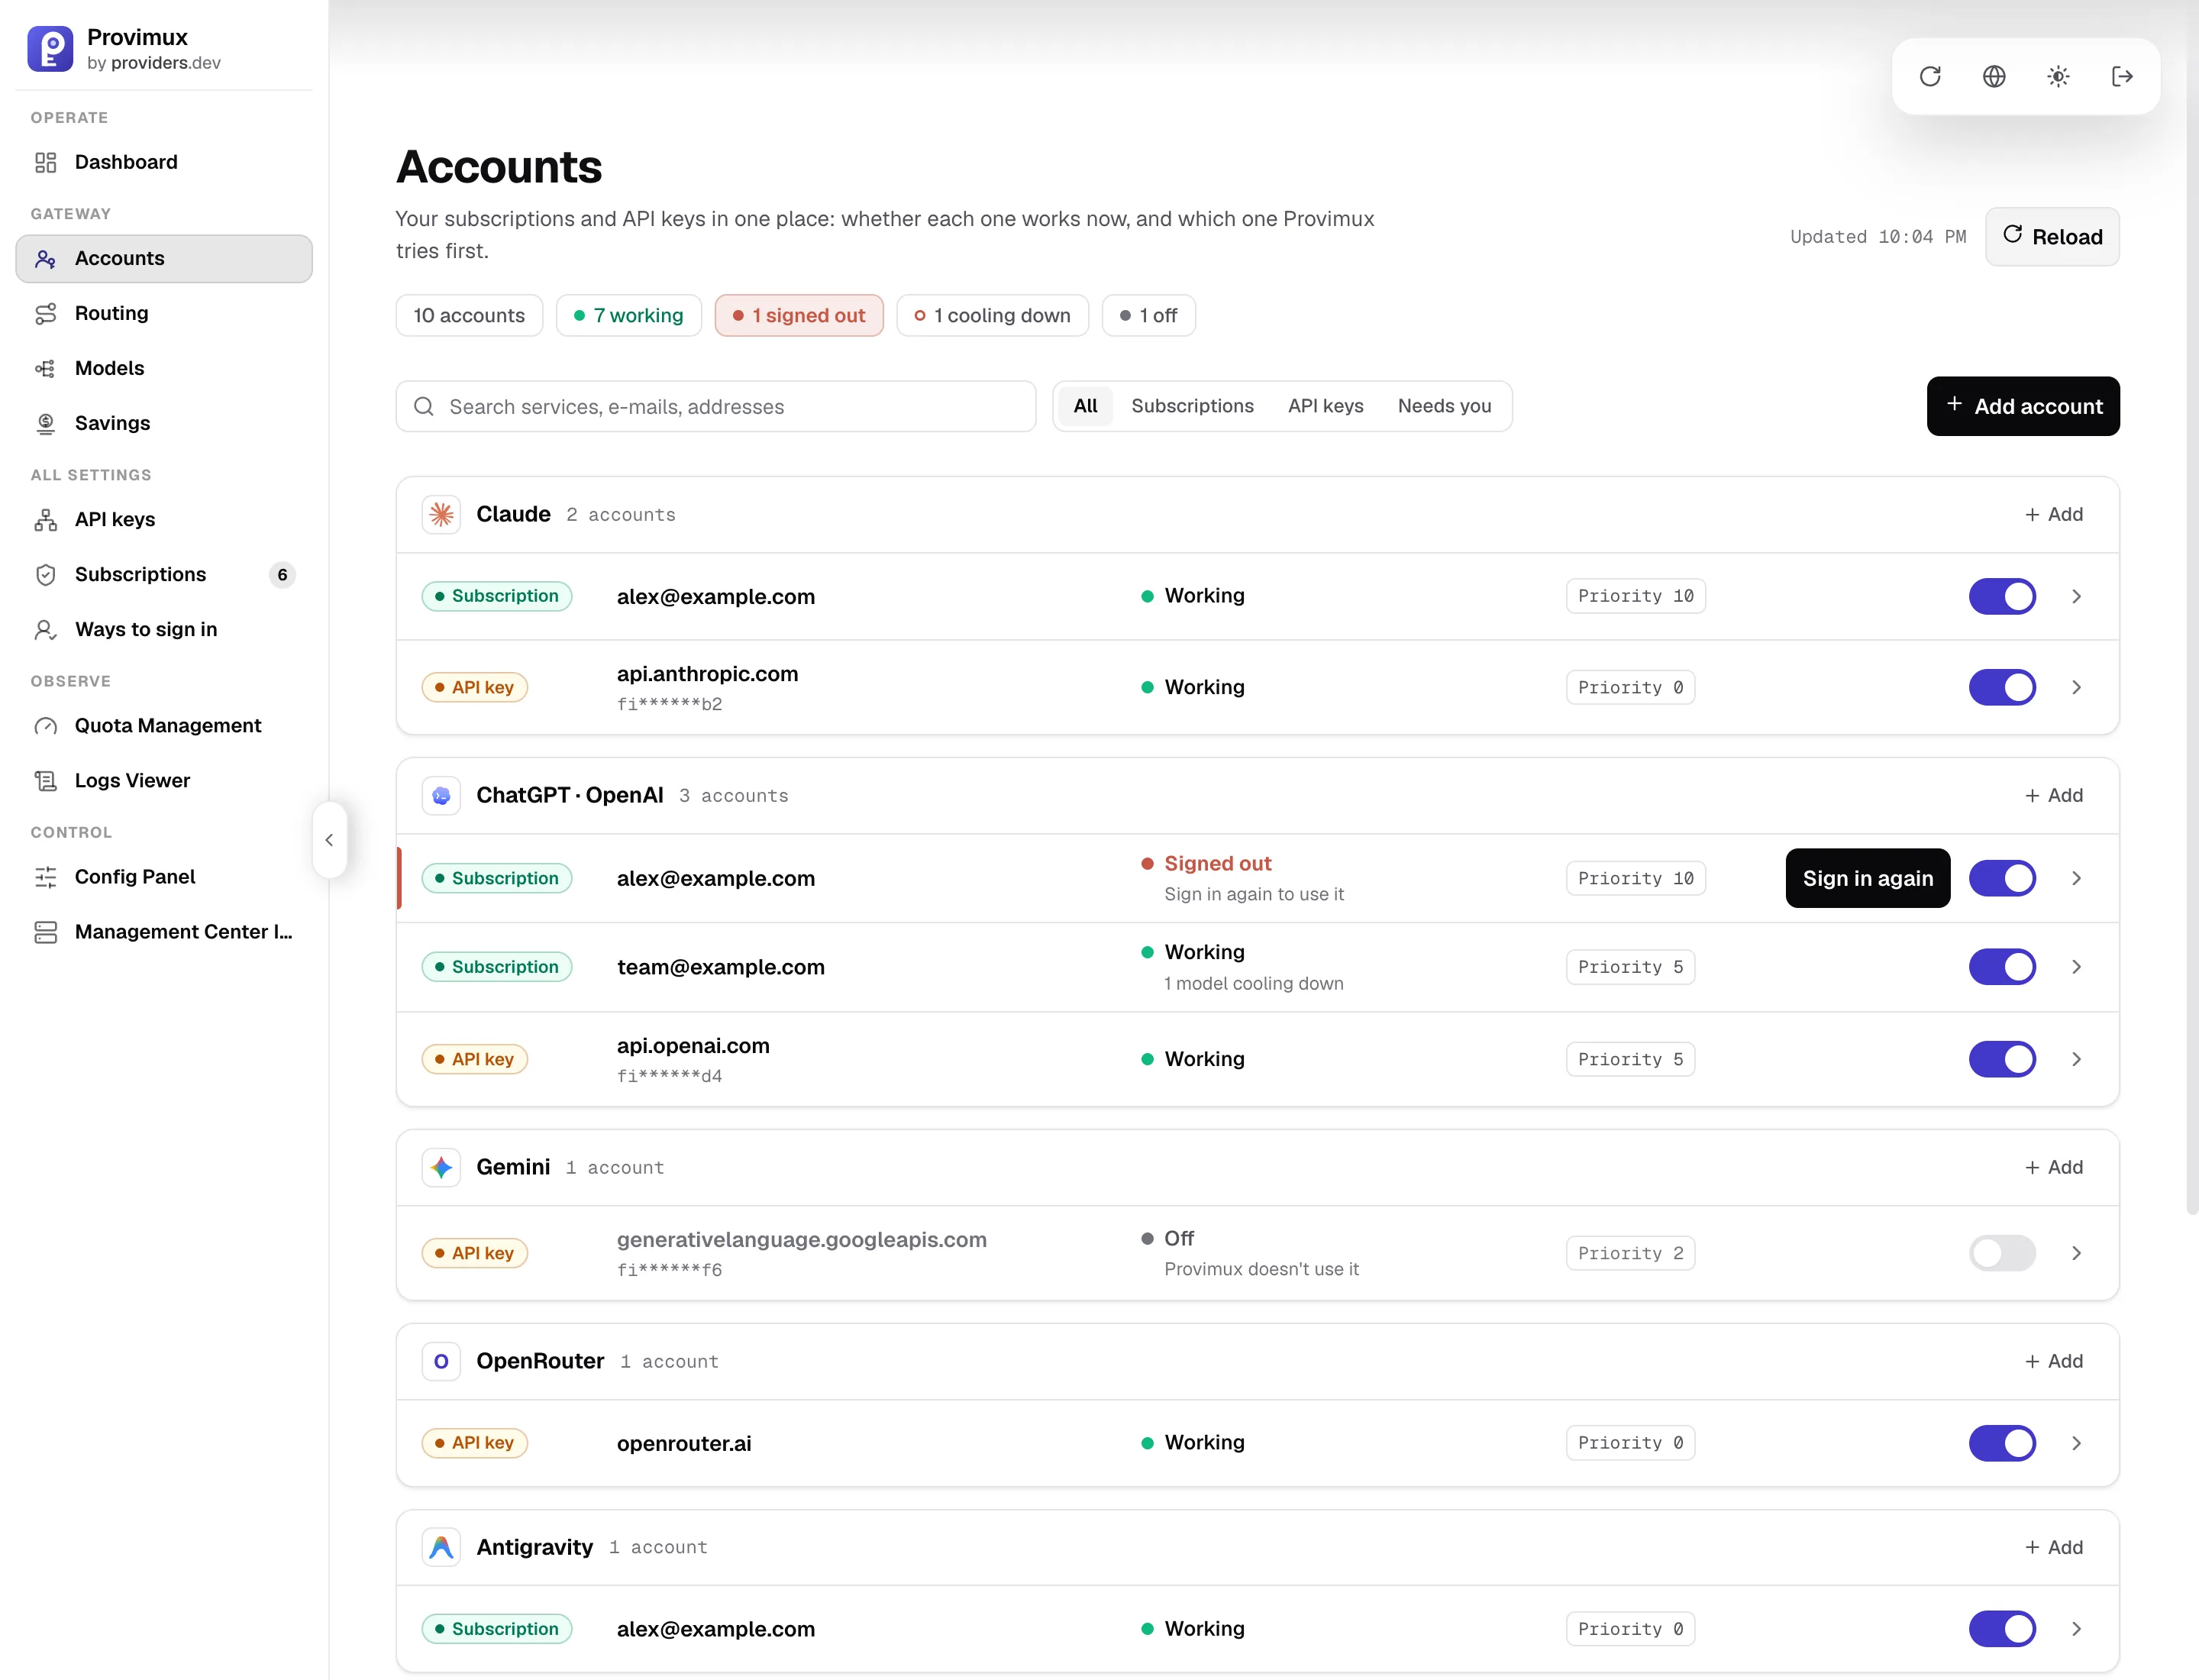 Provimux
by providers.dev
OPERATE
Dashboard
GATEWAY
Accounts
Routing
Models
Savings
ALL SETTINGS
API keys
Subscriptions 6
Ways to sign in
OBSERVE
Quota Management
Logs Viewer
CONTROL
Config Panel
Management Center I...
Accounts
Your subscriptions and API keys in one place: whether each one works now, and which one Provimux
tries first.
Updated 10:04 PM Reload
10 accounts 7 working 1 signed out 1 cooling down 1 off
Search services, e-mails, addresses All Subscriptions API keys Needs you + Add account
Claude 2 accounts + Add
Subscription alex@example.com Working Priority 10
API key api.anthropic.com Working Priority 0
fi******b2
ChatGPT · OpenAI 3 accounts + Add
Subscription alex@example.com Signed out Priority 10 Sign in again
Sign in again to use it
Subscription team@example.com Working Priority 5
1 model cooling down
API key api.openai.com Working Priority 5
fi******d4
Gemini 1 account + Add
API key generativelanguage.googleapis.com Off Priority 2
fi******f6 Provimux doesn't use it
O OpenRouter 1 account + Add
API key openrouter.ai Working Priority 0
Antigravity 1 account + Add
Subscription alex@example.com Working Priority 0